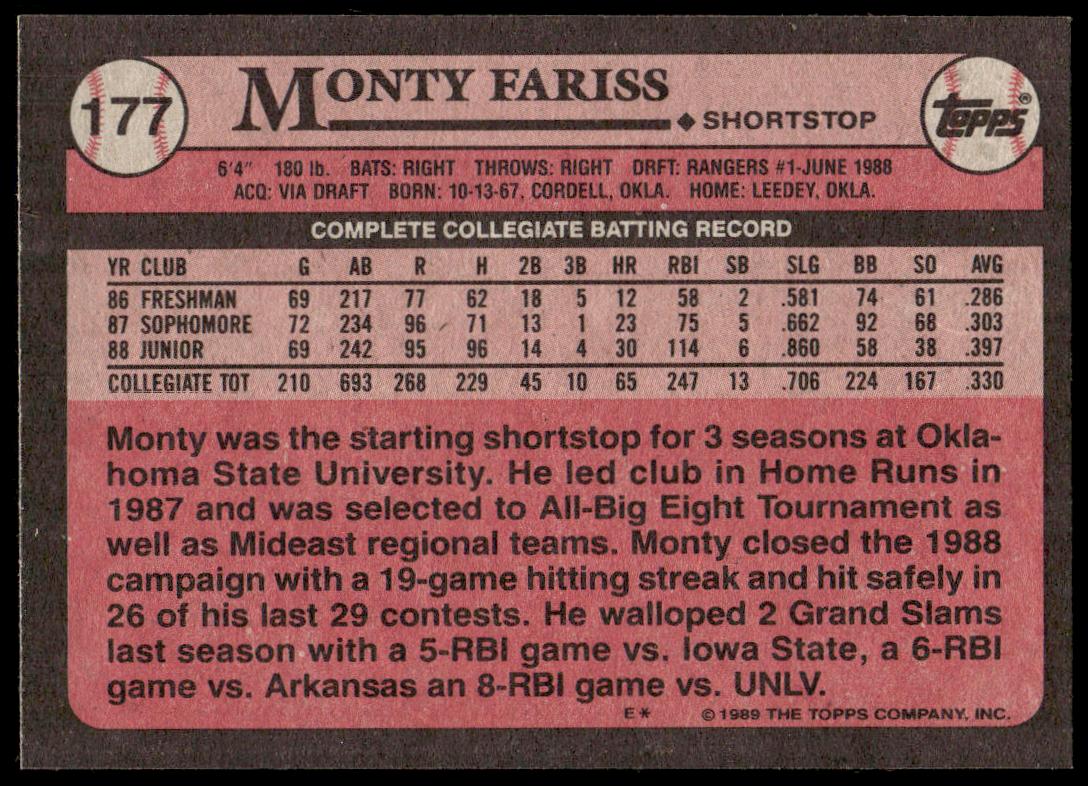 177
MONTY FARISS
◆ SHORTSTOP
Topps®
6'4" 180 lb. BATS: RIGHT THROWS: RIGHT DRFT: RANGERS #1-JUNE 1988
ACQ: VIA DRAFT BORN: 10-13-67, CORDELL, OKLA. HOME: LEEDEY, OKLA.
COMPLETE COLLEGIATE BATTING RECORD
YR CLUB G AB R H 2B 3B HR RBI SB SLG BB SO AVG
86 FRESHMAN 69 217 77 62 18 5 12 58 2 .581 74 61 .286
87 SOPHOMORE 72 234 96 71 13 1 23 75 5 .662 92 68 .303
88 JUNIOR 69 242 95 96 14 4 30 114 6 .860 58 38 .397
COLLEGIATE TOT 210 693 268 229 45 10 65 247 13 .706 224 167 .330
Monty was the starting shortstop for 3 seasons at Okla-
homa State University. He led club in Home Runs in
1987 and was selected to All-Big Eight Tournament as
well as Mideast regional teams. Monty closed the 1988
campaign with a 19-game hitting streak and hit safely in
26 of his last 29 contests. He walloped 2 Grand Slams
last season with a 5-RBI game vs. Iowa State, a 6-RBI
game vs. Arkansas an 8-RBI game vs. UNLV.
E* © 1989 THE TOPPS COMPANY, INC.